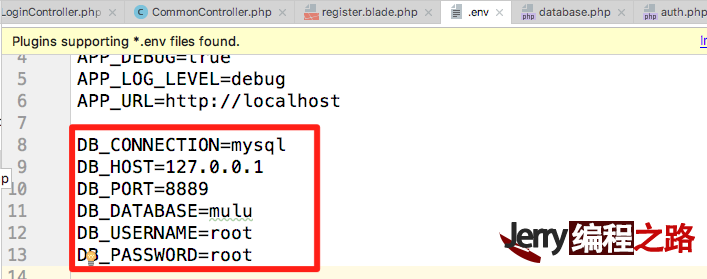 LoginController.php CommonController.php register.blade.php .env database.php auth.php
Plugins supporting *.env files found.
4 APP_DEBUG=true
5 APP_LOG_LEVEL=debug
6 APP_URL=http://localhost
7
8 DB_CONNECTION=mysql
9 DB_HOST=127.0.0.1
10 DB_PORT=8889
11 DB_DATABASE=mulu
12 DB_USERNAME=root
13 DB_PASSWORD=root
14
Jerry编程之路